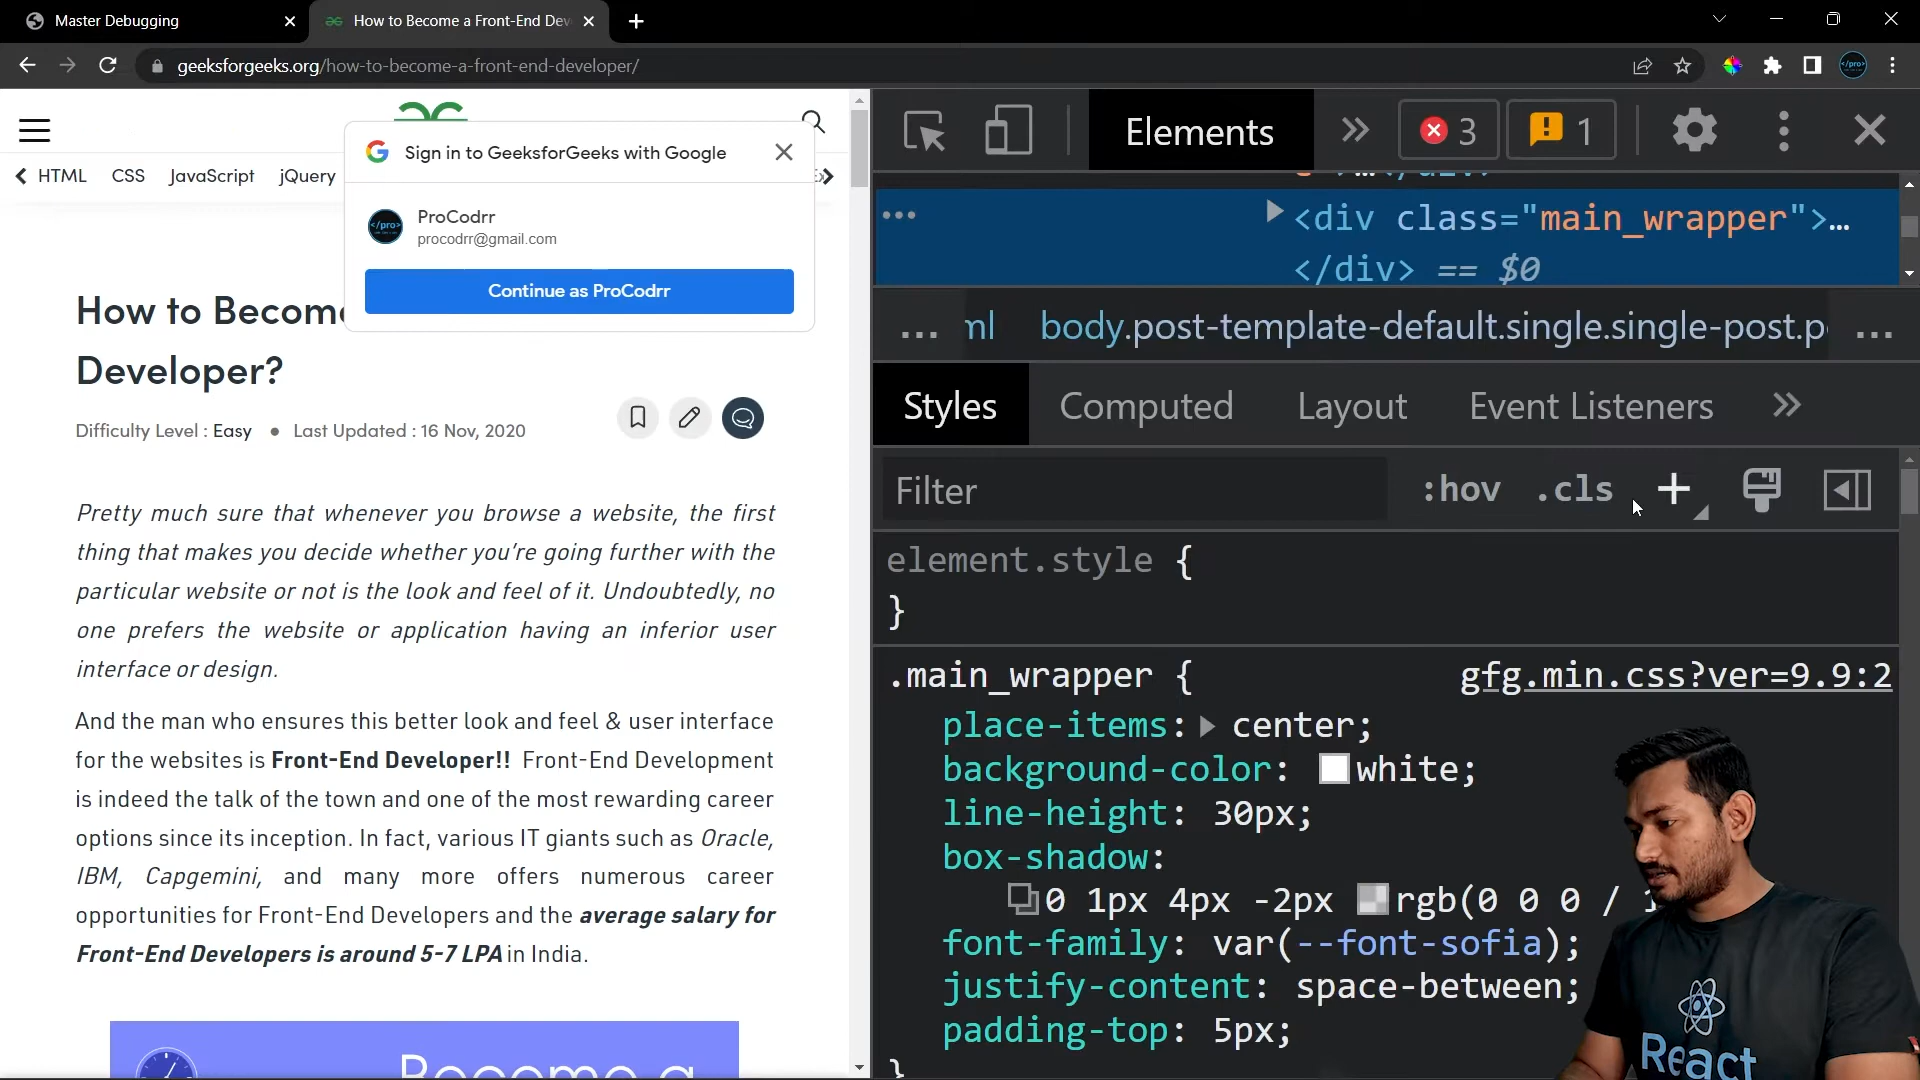 Master Debugging
How to Become a Front-End Dev
geeksforgeeks.org/how-to-become-a-front-end-developer/
HTML CSS JavaScript jQuery
Sign in to GeeksforGeeks with Google
</pro>
ProCodrr
procodrr@gmail.com
Continue as ProCodrr
How to Become
Developer?
Difficulty Level : Easy ● Last Updated : 16 Nov, 2020
Pretty much sure that whenever you browse a website, the first
thing that makes you decide whether you're going further with the
particular website or not is the look and feel of it. Undoubtedly, no
one prefers the website or application having an inferior user
interface or design.
And the man who ensures this better look and feel & user interface
for the websites is Front-End Developer!! Front-End Development
is indeed the talk of the town and one of the most rewarding career
options since its inception. In fact, various IT giants such as Oracle,
IBM, Capgemini, and many more offers numerous career
opportunities for Front-End Developers and the average salary for
Front-End Developers is around 5-7 LPA in India.
Become a
Elements » 3 1
<div class="main_wrapper">…
</div> == $0
... ml body.post-template-default.single.single-post.p ...
Styles Computed Layout Event Listeners »
Filter :hov .cls +
element.style {
}
.main_wrapper { gfg.min.css?ver=9.9:2
place-items: center;
background-color: white;
line-height: 30px;
box-shadow:
0 1px 4px -2px rgb(0 0 0 /
font-family: var(--font-sofia);
justify-content: space-between;
padding-top: 5px;
}
React